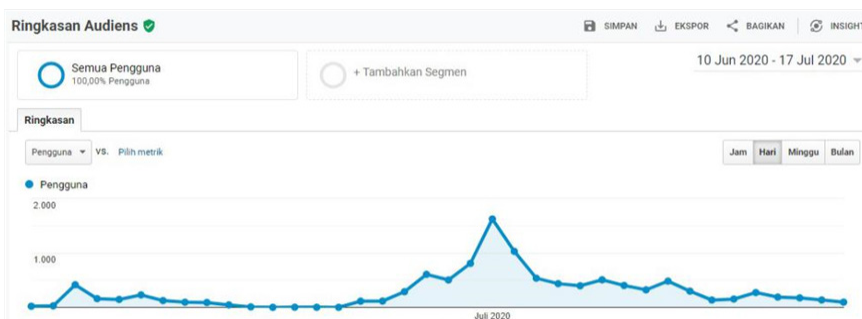 Ringkasan Audiens
SIMPAN EKSPOR BAGIKAN INSIGHT
Semua Pengguna
100,00% Pengguna
+ Tambahkan Segmen
10 Jun 2020 - 17 Jul 2020
Ringkasan
Pengguna VS. Pilih metrik
Jam Hari Minggu Bulan
Pengguna
2.000
1.000
Juli 2020